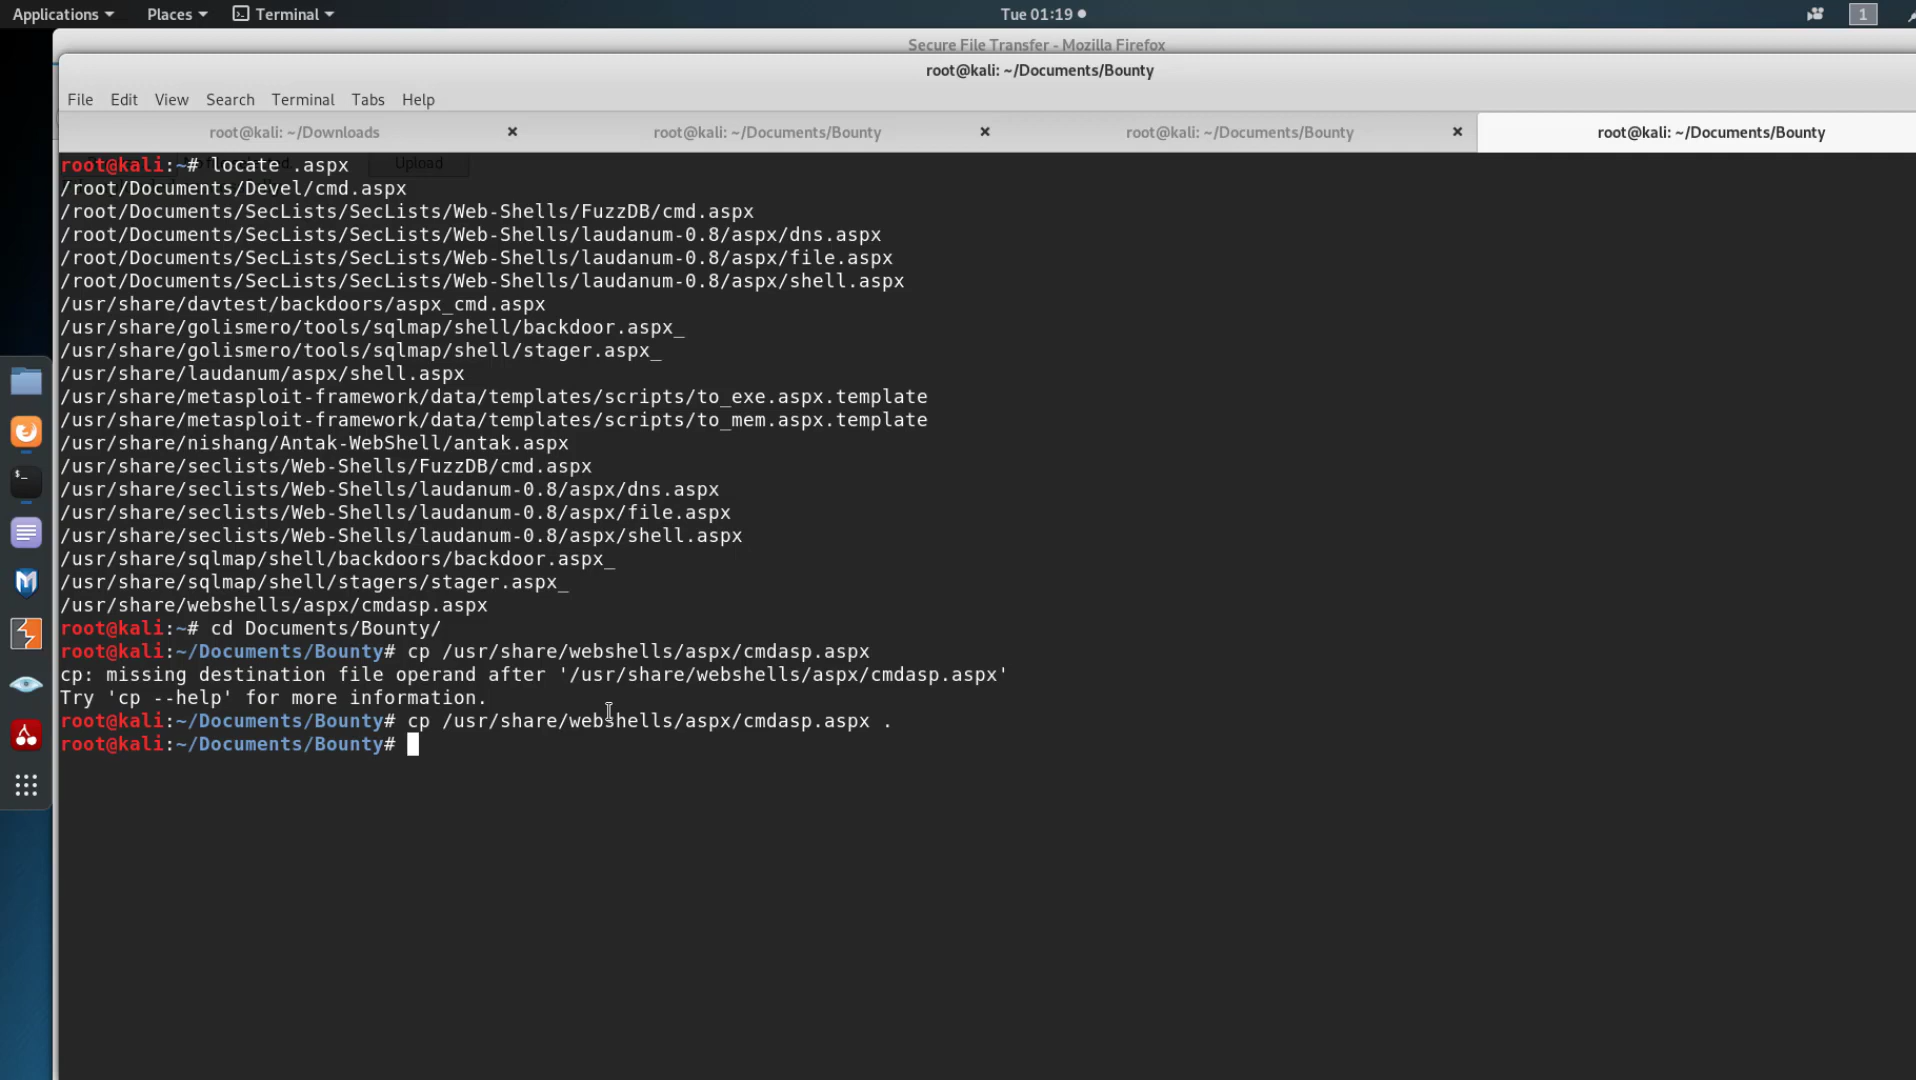 Applications Places Terminal Tue 01:19 1
Secure File Transfer - Mozilla Firefox
root@kali: ~/Documents/Bounty
File Edit View Search Terminal Tabs Help
root@kali: ~/Downloads root@kali: ~/Documents/Bounty root@kali: ~/Documents/Bounty root@kali: ~/Documents/Bounty
root@kali:~# locate .aspx Upload
/root/Documents/Devel/cmd.aspx
/root/Documents/SecLists/SecLists/Web-Shells/FuzzDB/cmd.aspx
/root/Documents/SecLists/SecLists/Web-Shells/laudanum-0.8/aspx/dns.aspx
/root/Documents/SecLists/SecLists/Web-Shells/laudanum-0.8/aspx/file.aspx
/root/Documents/SecLists/SecLists/Web-Shells/laudanum-0.8/aspx/shell.aspx
/usr/share/davtest/backdoors/aspx_cmd.aspx
/usr/share/golismero/tools/sqlmap/shell/backdoor.aspx_
/usr/share/golismero/tools/sqlmap/shell/stager.aspx_
/usr/share/laudanum/aspx/shell.aspx
/usr/share/metasploit-framework/data/templates/scripts/to_exe.aspx.template
/usr/share/metasploit-framework/data/templates/scripts/to_mem.aspx.template
/usr/share/nishang/Antak-WebShell/antak.aspx
/usr/share/seclists/Web-Shells/FuzzDB/cmd.aspx
/usr/share/seclists/Web-Shells/laudanum-0.8/aspx/dns.aspx
/usr/share/seclists/Web-Shells/laudanum-0.8/aspx/file.aspx
/usr/share/seclists/Web-Shells/laudanum-0.8/aspx/shell.aspx
/usr/share/sqlmap/shell/backdoors/backdoor.aspx_
/usr/share/sqlmap/shell/stagers/stager.aspx_
/usr/share/webshells/aspx/cmdasp.aspx
root@kali:~# cd Documents/Bounty/
root@kali:~/Documents/Bounty# cp /usr/share/webshells/aspx/cmdasp.aspx
cp: missing destination file operand after '/usr/share/webshells/aspx/cmdasp.aspx'
Try 'cp --help' for more information.
root@kali:~/Documents/Bounty# cp /usr/share/webshells/aspx/cmdasp.aspx .
root@kali:~/Documents/Bounty#